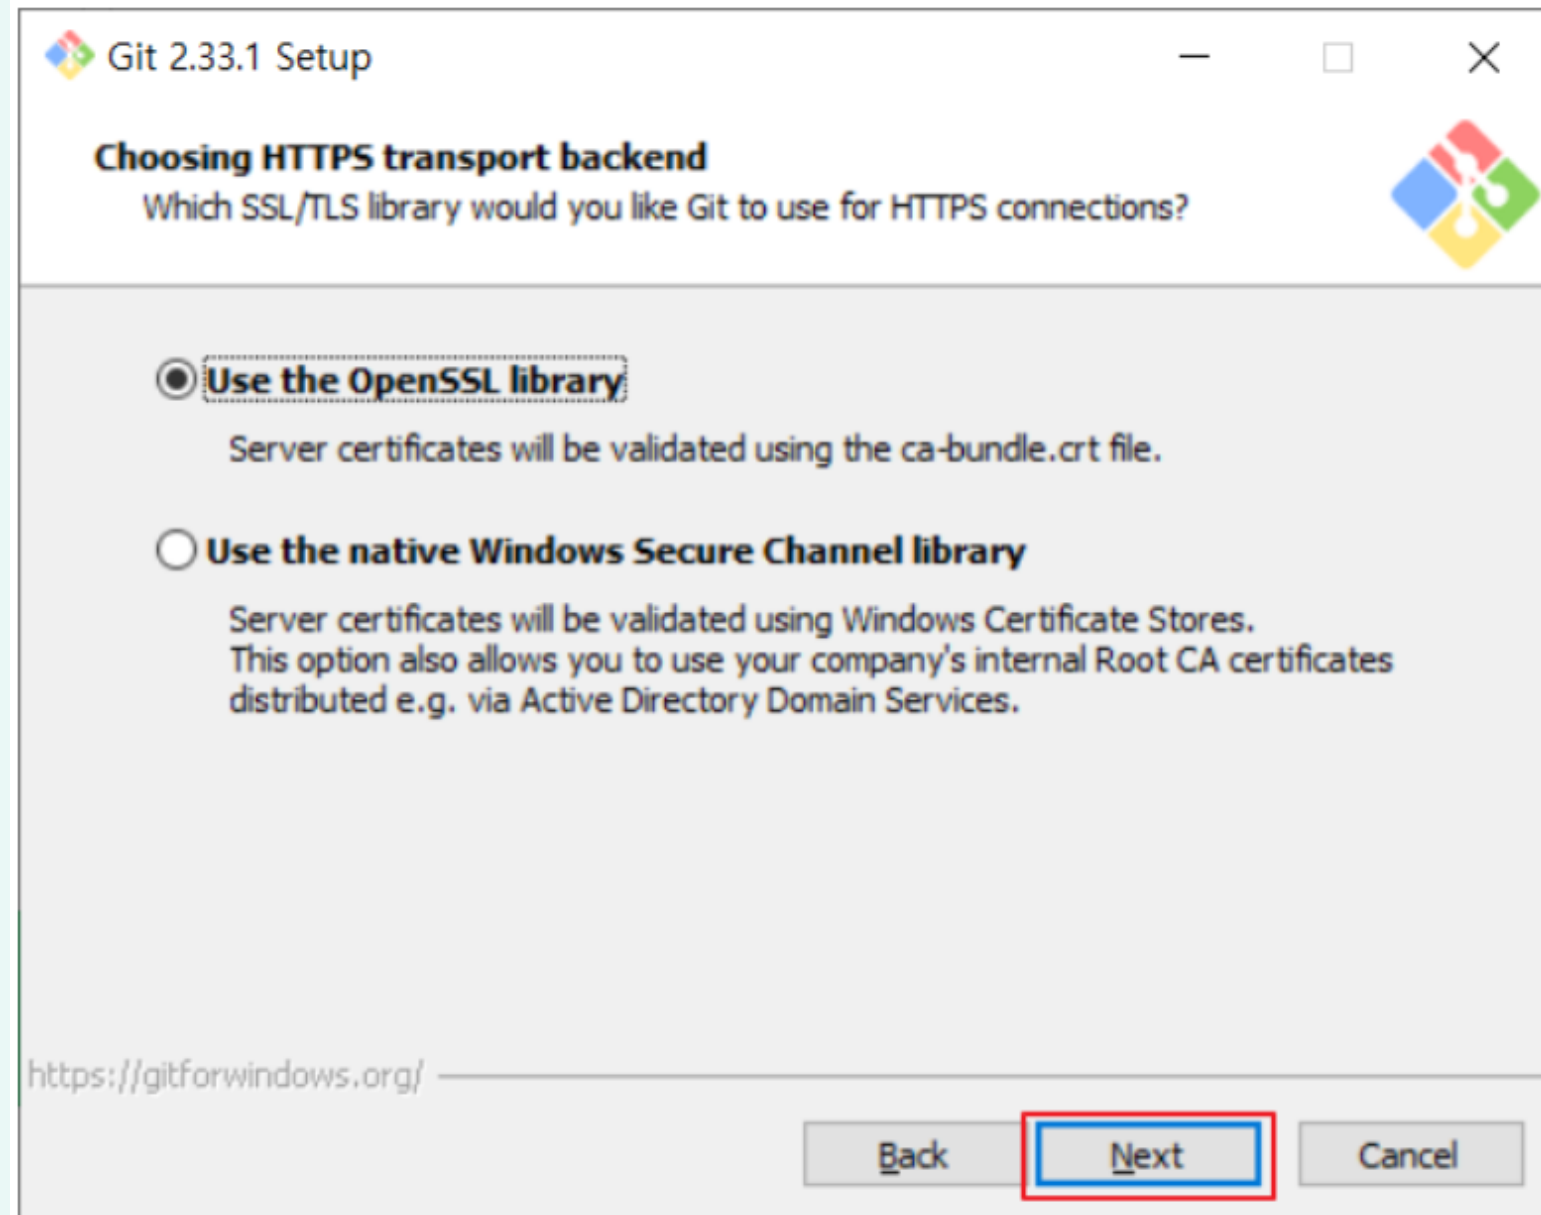 Git 2.33.1 Setup
Choosing HTTPS transport backend
Which SSL/TLS library would you like Git to use for HTTPS connections?
Use the OpenSSL library
Server certificates will be validated using the ca-bundle.crt file.
Use the native Windows Secure Channel library
Server certificates will be validated using Windows Certificate Stores.
This option also allows you to use your company's internal Root CA certificates
distributed e.g. via Active Directory Domain Services.
https://gitforwindows.org/
Back Next Cancel